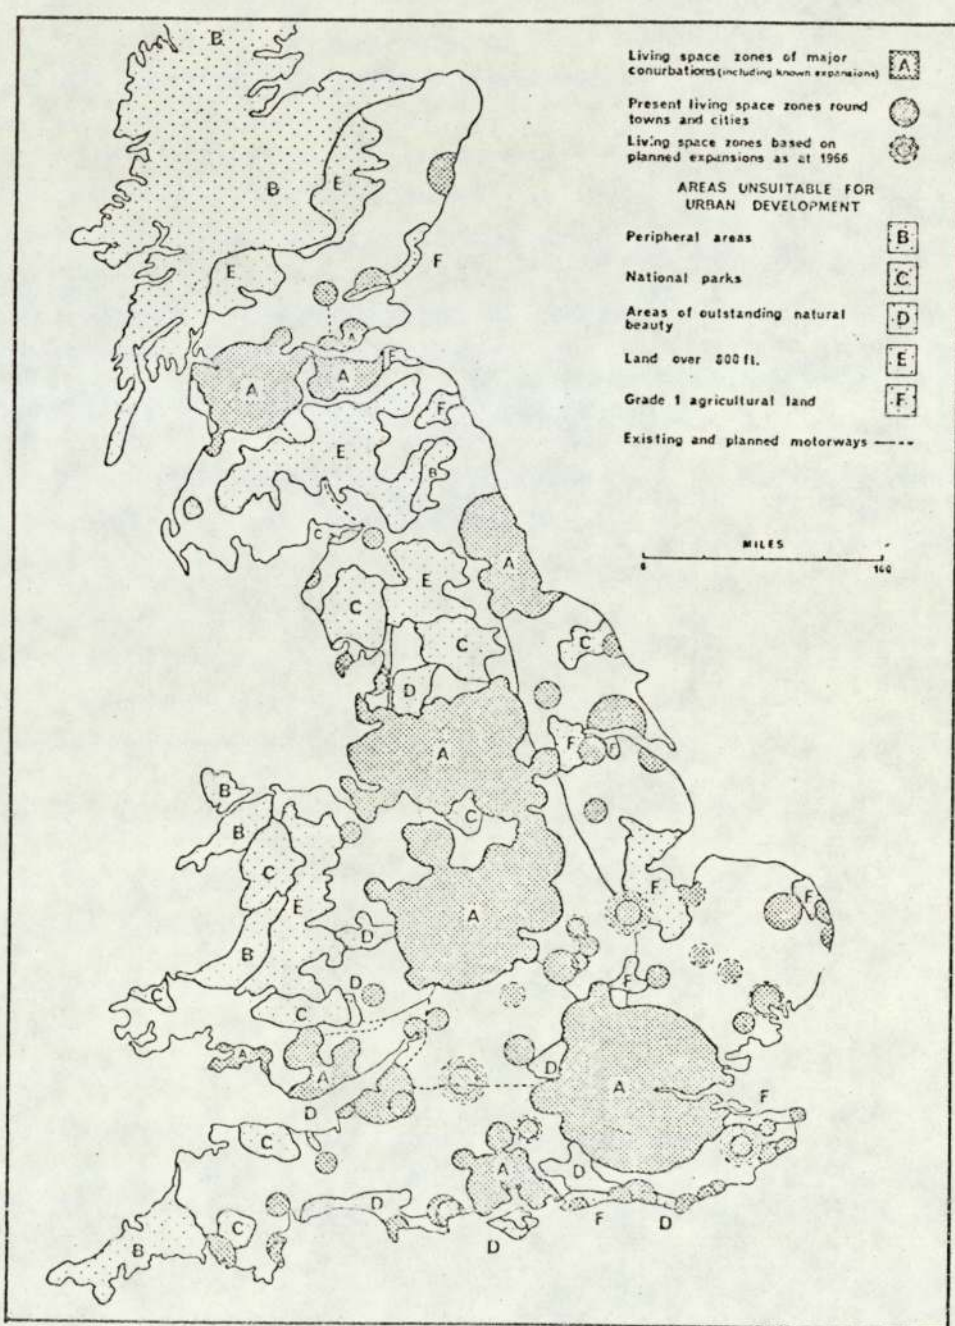 Living space zones of major
conurbations (including known expansions)
A
Present living space zones round
towns and cities
Living space zones based on
planned expansions as at 1966
AREAS UNSUITABLE FOR
URBAN DEVELOPMENT
Peripheral areas
B
National parks
C
Areas of outstanding natural
beauty
D
Land over 800 ft.
E
Grade 1 agricultural land
F
Existing and planned motorways
MILES
0
100
B
B
E
E
F
A
A
A
F
F
E
B
C
A
E
C
C
C
D
A
F
F
B
C
B
C
E
F
F
A
D
B
D
F
C
C
A
A
D
A
F
D
C
A
D
D
C
F
D
B
D